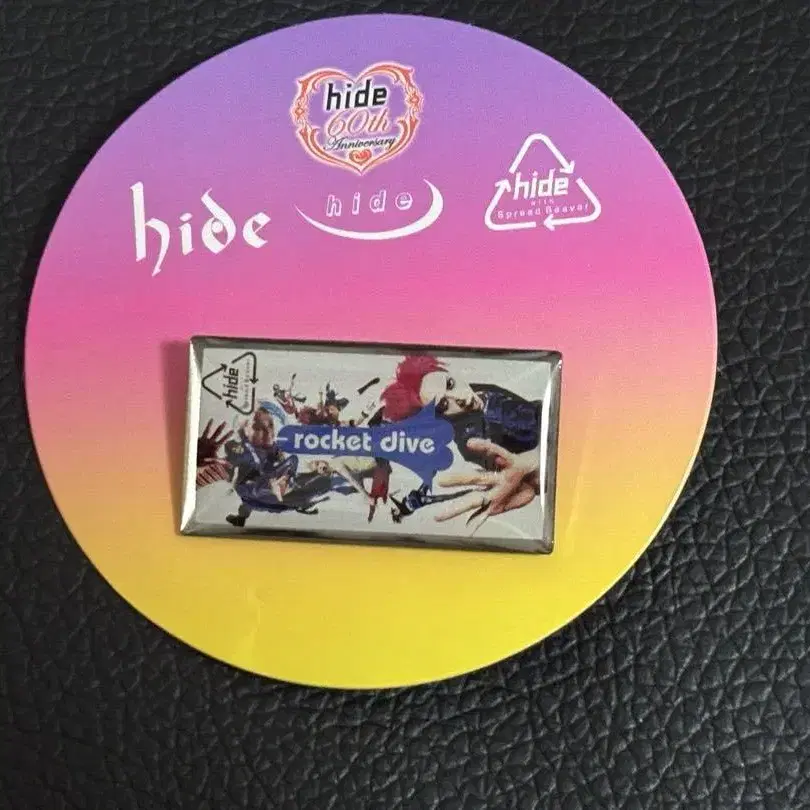 hide
60th
Anniversary
hide
hide
hide
with
Spread Beaver
hide
rocket dive